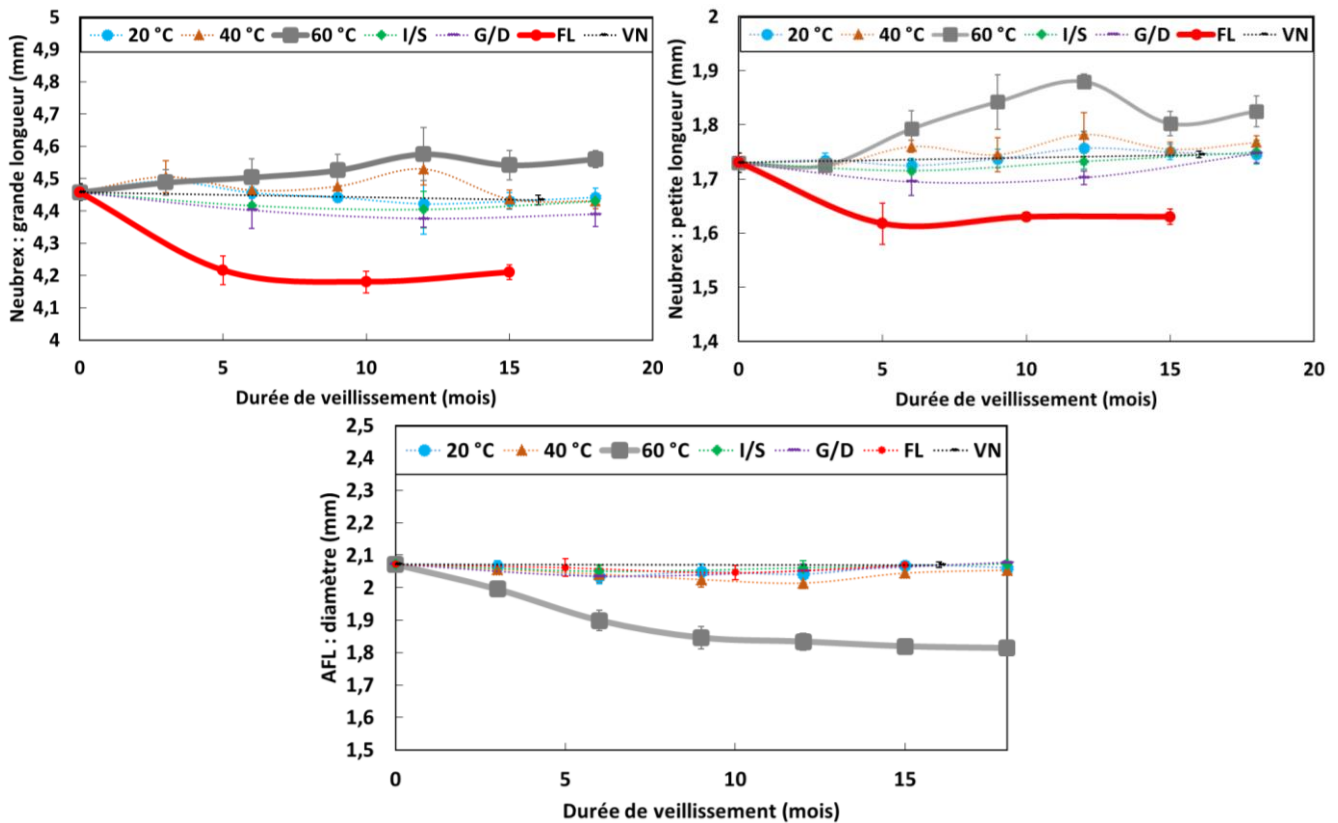 Neubrex : grande longueur (mm)
5
4,9
4,8
4,7
4,6
4,5
4,4
4,3
4,2
4,1
4
20 °C 40 °C 60 °C I/S G/D FL VN
0 5 10 15 20
Durée de veillissement (mois)
Neubrex : petite longueur (mm)
2
1,9
1,8
1,7
1,6
1,5
1,4
20 °C 40 °C 60 °C I/S G/D FL VN
0 5 10 15 20
Durée de veillissement (mois)
AFL : diamètre (mm)
2,5
2,4
2,3
2,2
2,1
2
1,9
1,8
1,7
1,6
1,5
20 °C 40 °C 60 °C I/S G/D FL VN
0 5 10 15
Durée de veillissement (mois)